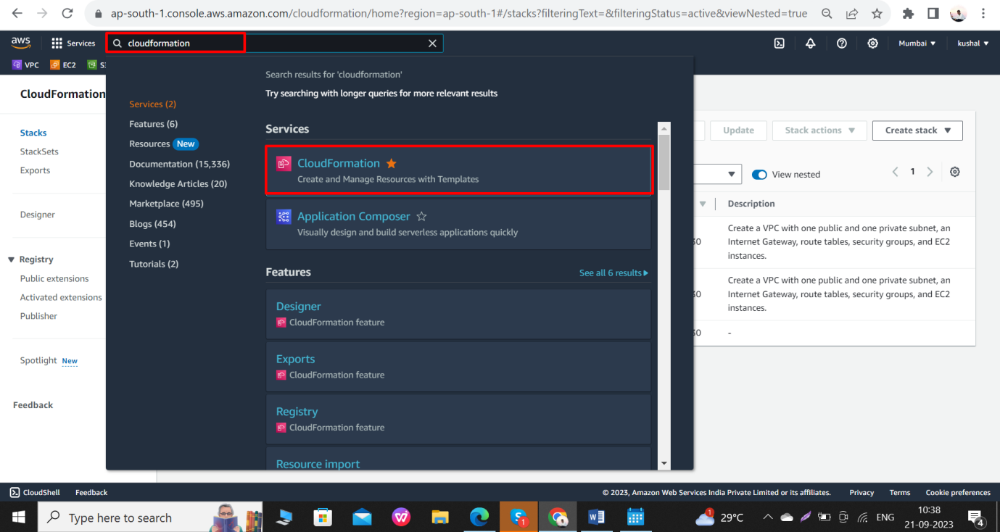 ap-south-1.console.aws.amazon.com/cloudformation/home?region=ap-south-1#/stacks?filteringText=&filteringStatus=active&viewNested=true
aws
Services
cloudformation
Mumbai
kushal
VPC
EC2
CloudFormation
Stacks
StackSets
Exports
Designer
Registry
Public extensions
Activated extensions
Publisher
Spotlight New
Feedback
Search results for 'cloudformation'
Try searching with longer queries for more relevant results
Services (2)
Features (6)
Resources New
Documentation (15,336)
Knowledge Articles (20)
Marketplace (495)
Blogs (454)
Events (1)
Tutorials (2)
Services
CloudFormation
Create and Manage Resources with Templates
Application Composer
Visually design and build serverless applications quickly
Features
See all 6 results
Designer
CloudFormation feature
Exports
CloudFormation feature
Registry
CloudFormation feature
Resource import
Update
Stack actions
Create stack
View nested
1
Description
Create a VPC with one public and one private subnet, an
Internet Gateway, route tables, security groups, and EC2
instances.
Create a VPC with one public and one private subnet, an
Internet Gateway, route tables, security groups, and EC2
instances.
-
CloudShell
Feedback
© 2023, Amazon Web Services India Private Limited or its affiliates.
Privacy
Terms
Cookie preferences
Type here to search
1
1
29°C
ENG
10:38
21-09-2023
4